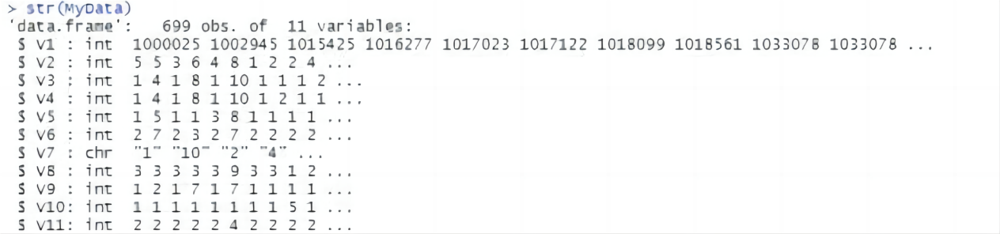 > str(MyData)
'data.frame':   699 obs. of  11 variables:
 $ V1 : int  1000025 1002945 1015425 1016277 1017023 1017122 1018099 1018561 1033078 1033078 ...
 $ V2 : int  5 5 3 6 4 8 1 2 2 4 ...
 $ V3 : int  1 4 1 8 1 10 1 1 1 2 ...
 $ V4 : int  1 4 1 8 1 10 1 2 1 1 ...
 $ V5 : int  1 5 1 1 3 8 1 1 1 1 ...
 $ V6 : int  2 7 2 3 2 7 2 2 2 2 ...
 $ V7 : chr  "1" "10" "2" "4" ...
 $ V8 : int  3 3 3 3 3 9 3 3 1 2 ...
 $ V9 : int  1 2 1 7 1 7 1 1 1 1 ...
 $ V10: int  1 1 1 1 1 1 1 1 5 1 ...
 $ V11: int  2 2 2 2 2 4 2 2 2 2 ...